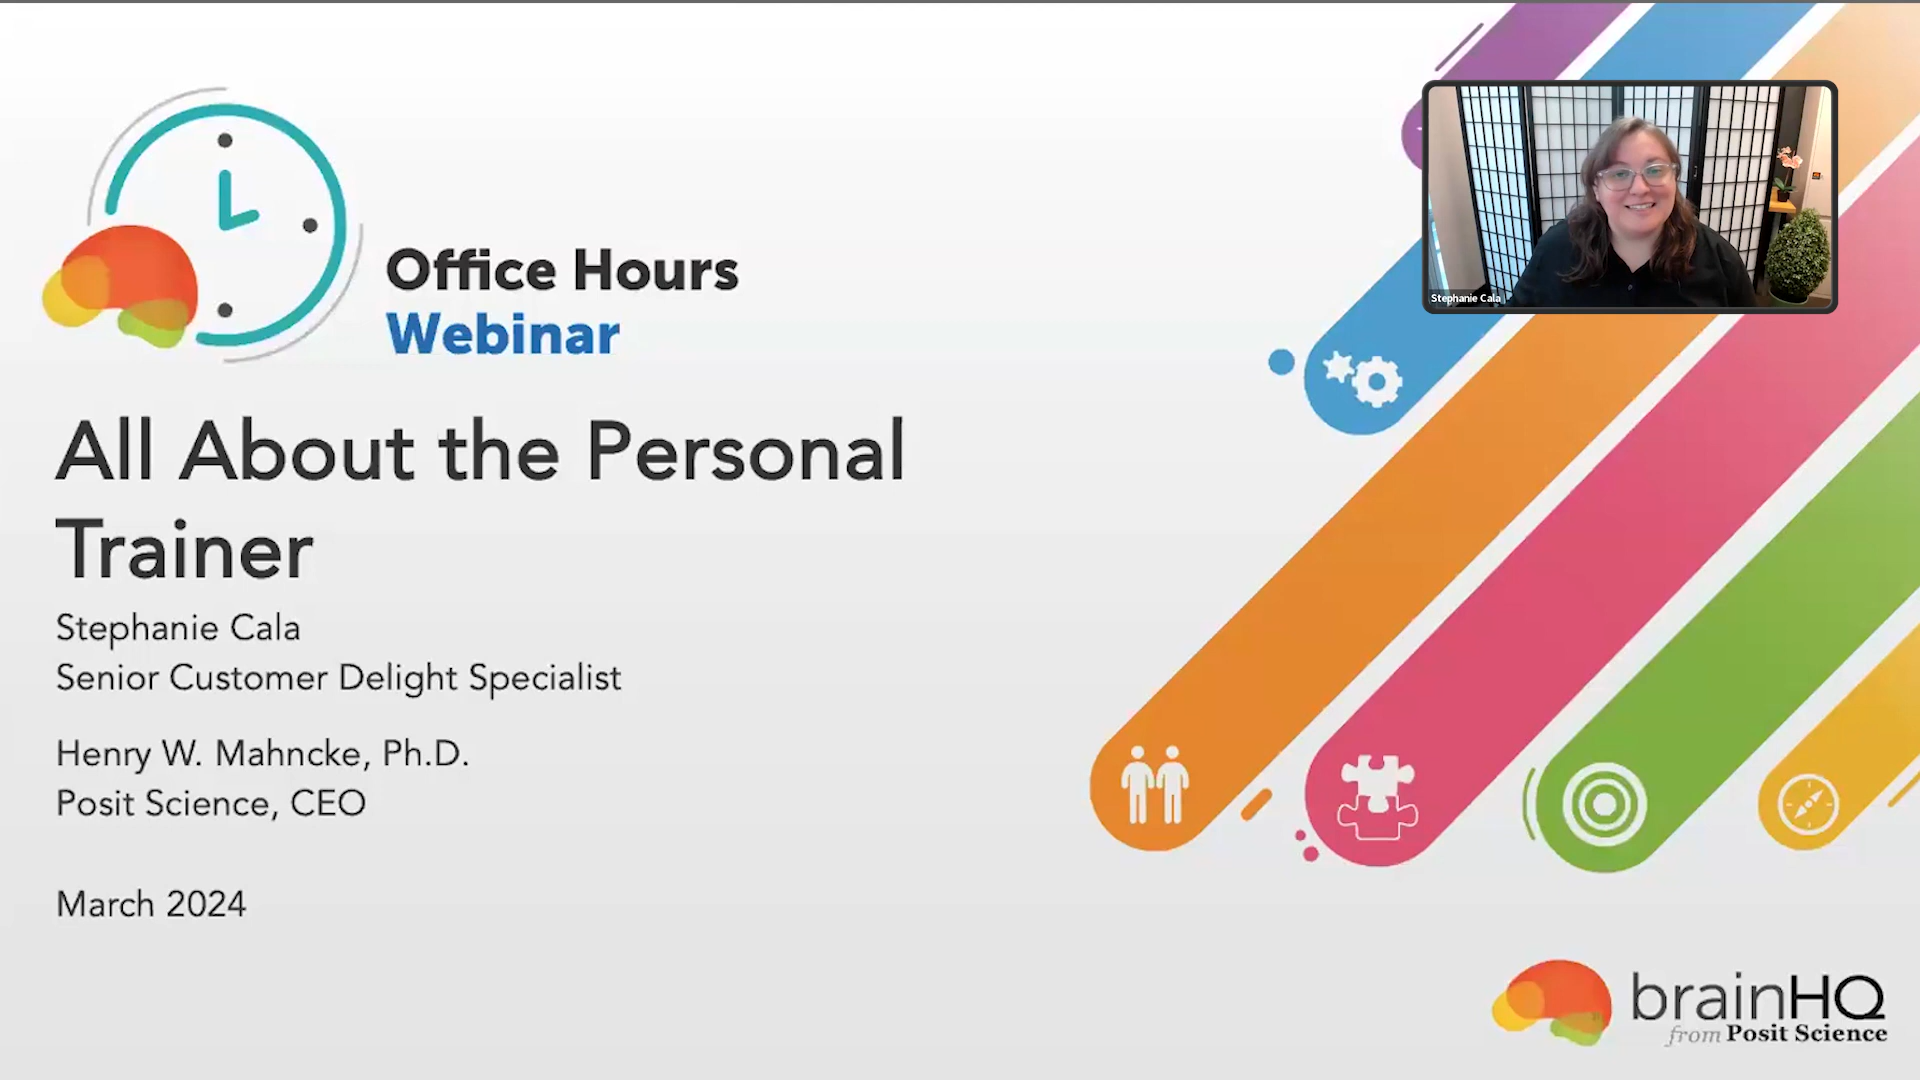 Office Hours
Webinar
All About the Personal
Trainer
Stephanie Cala
Senior Customer Delight Specialist
Henry W. Mahncke, Ph.D.
Posit Science, CEO
March 2024
Stephanie Cala
brainHQ
from Posit Science